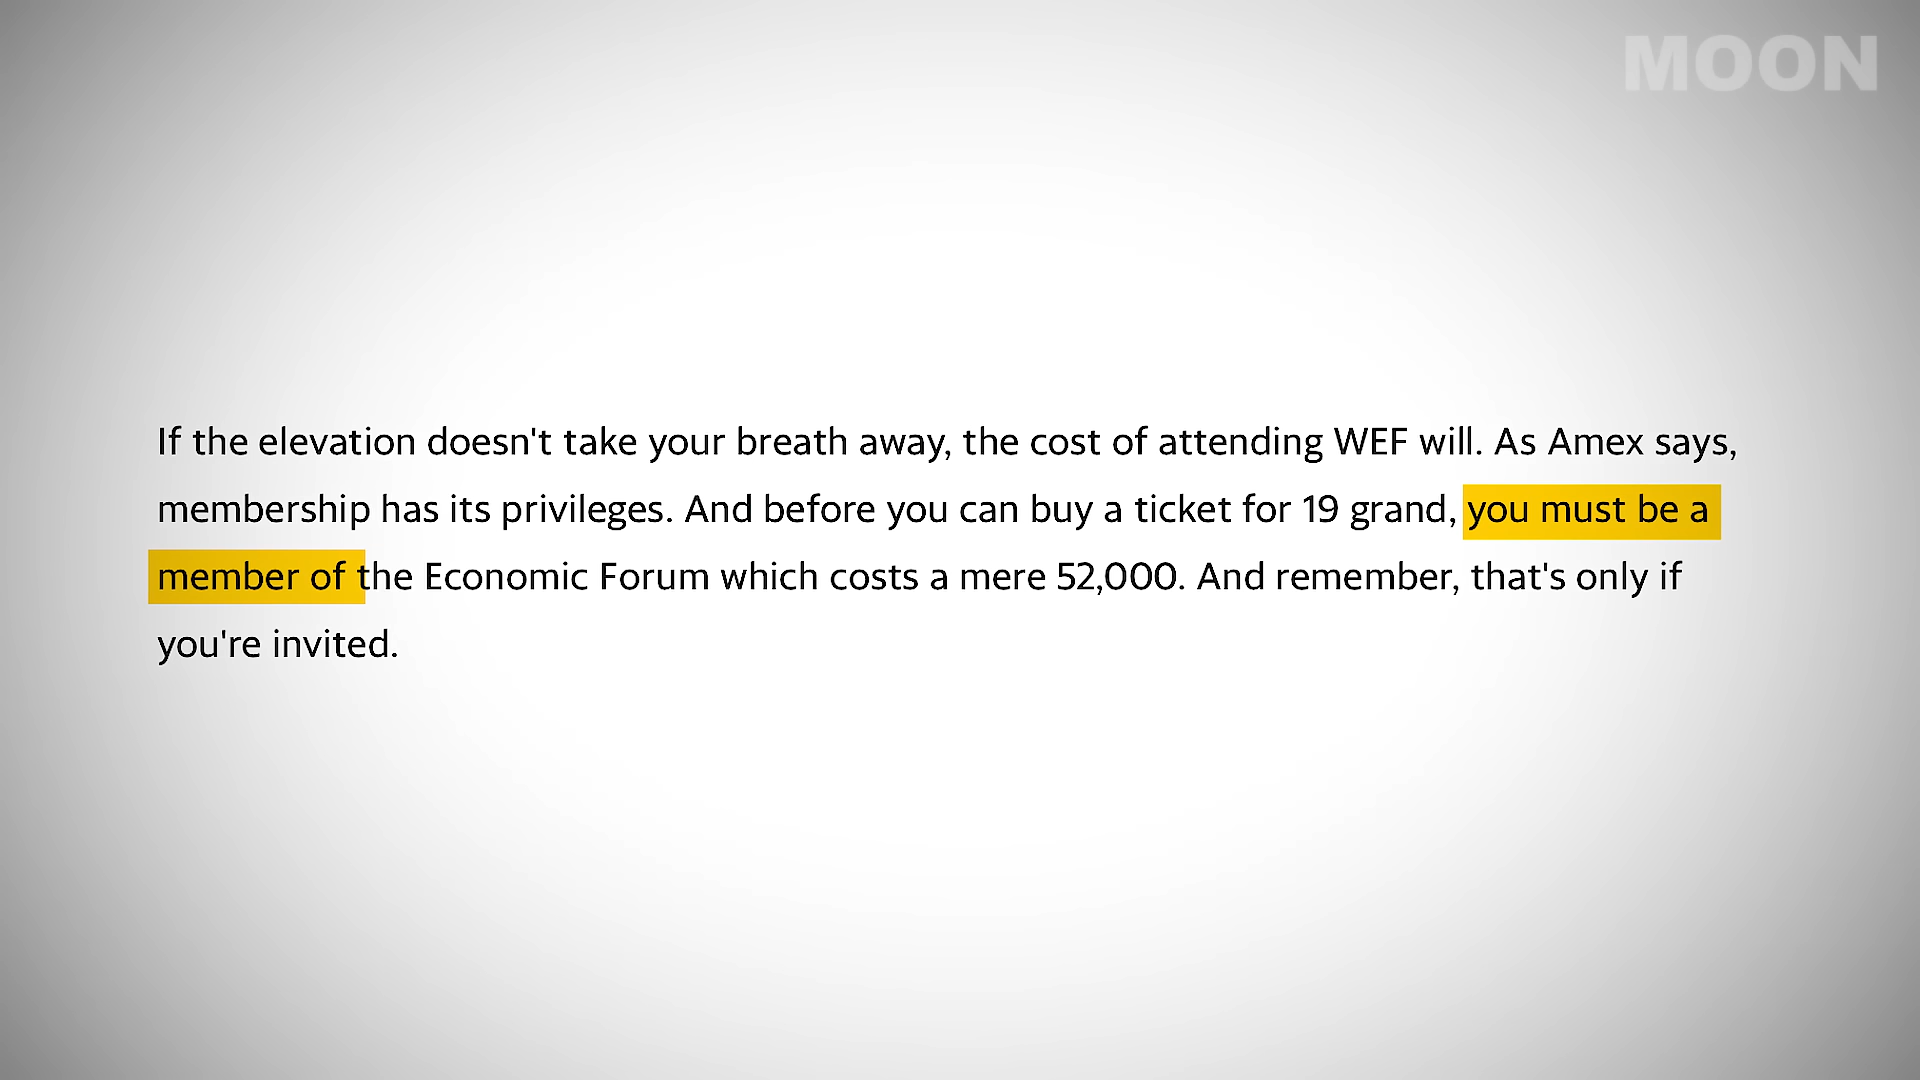 MOON
If the elevation doesn't take your breath away, the cost of attending WEF will. As Amex says,
membership has its privileges. And before you can buy a ticket for 19 grand, you must be a
member of the Economic Forum which costs a mere 52,000. And remember, that's only if
you're invited.